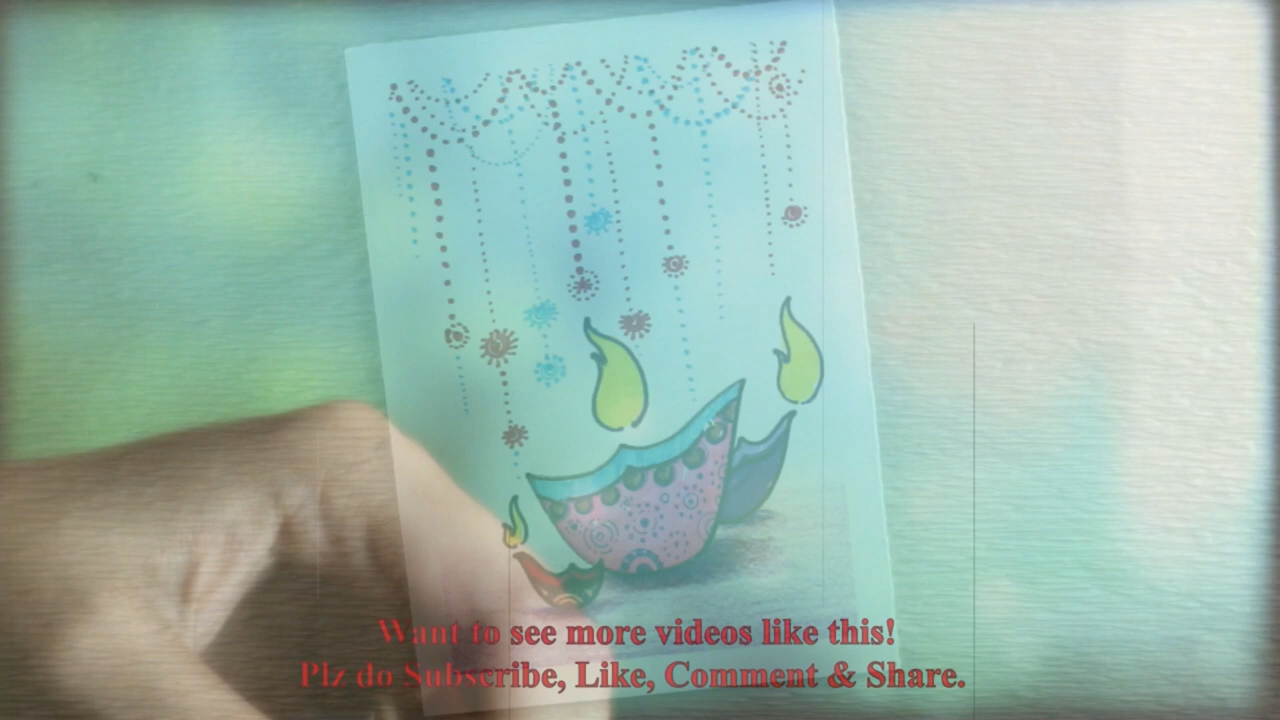 Want to see more videos like this!
Plz do Subscribe, Like, Comment & Share.